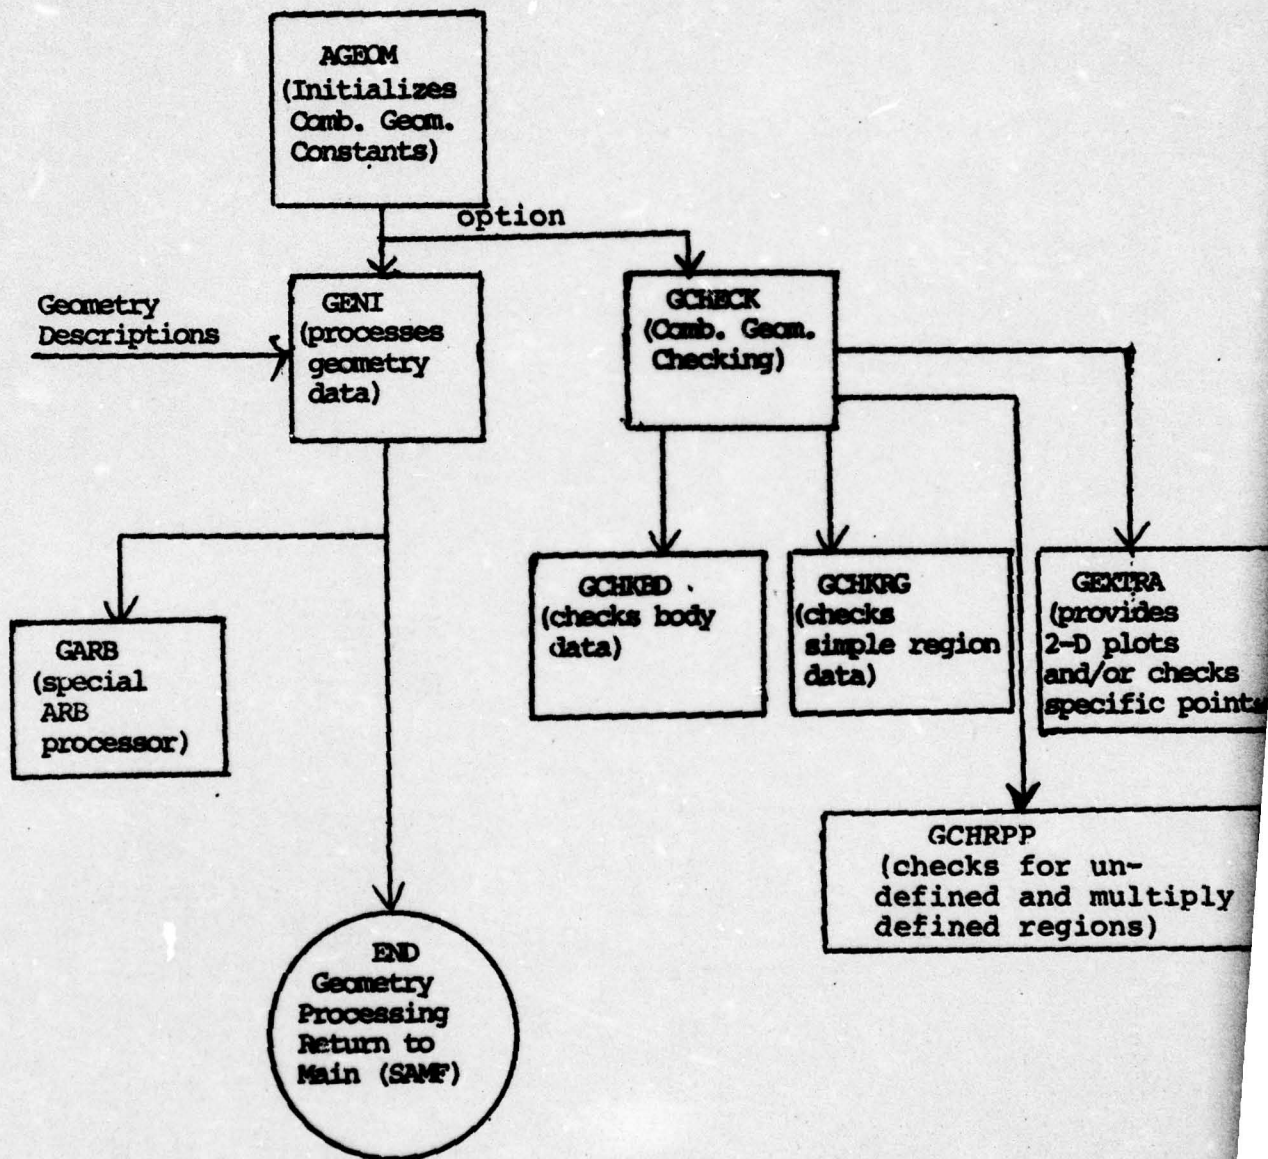 AGEOM
(Initializes
Comb. Geom.
Constants)
option
Geometry
Descriptions
GENI
(processes
geometry
data)
GCHECK
(Comb. Geom.
Checking)
GCHKBD
(checks body
data)
GCHKRG
(checks
simple region
data)
GEXTRA
(provides
2-D plots
and/or checks
specific points
GARB
(special
ARB
processor)
GCHRPP
(checks for un-
defined and multiply
defined regions)
END
Geometry
Processing
Return to
Main (SAMF)